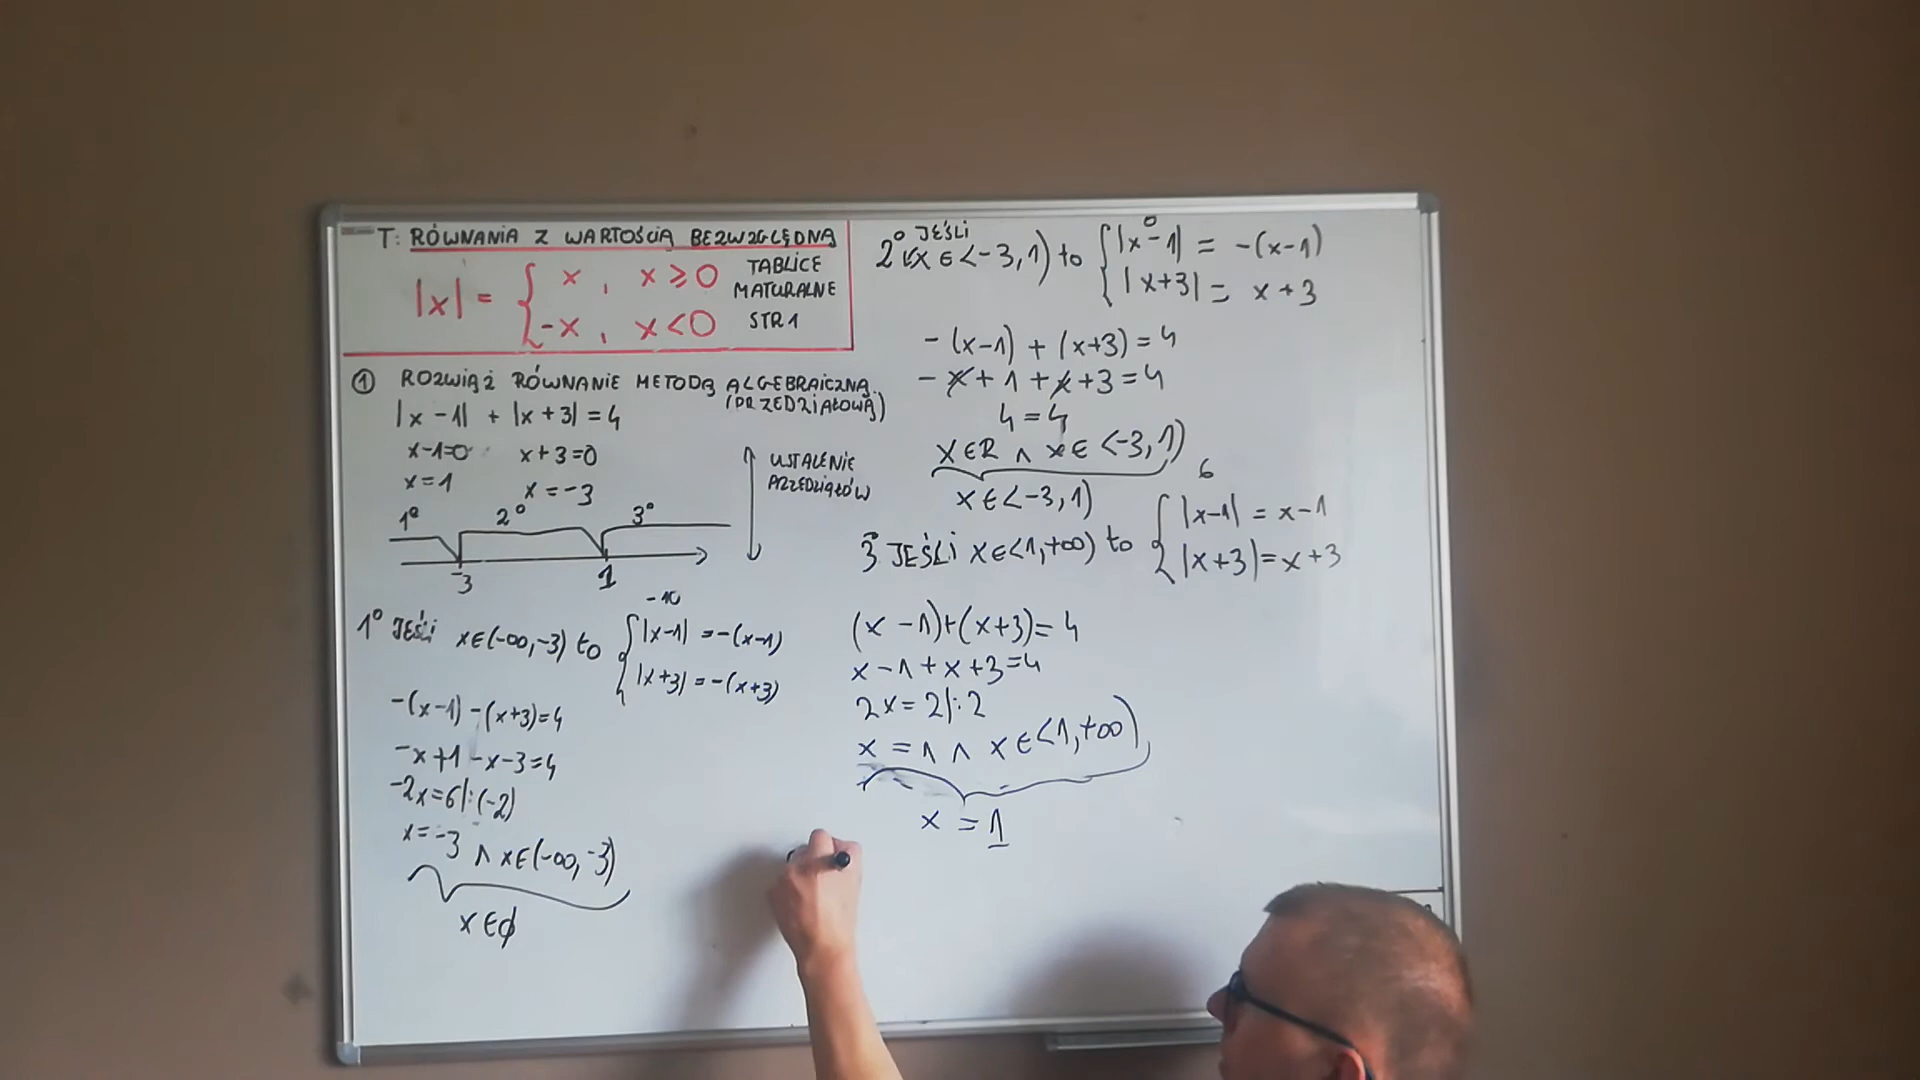 T: RÓWNANIA Z WARTOŚCIĄ BEZWZGLĘDNĄ
|x| = { x , x ≥ 0
-x , x < 0
TABLICE
MATURALNE
STR 1
① ROZWIĄŻ RÓWNANIE METODĄ ALGEBRAICZNĄ
(PRZEDZIAŁOWĄ)
|x - 1| + |x + 3| = 4
x-1=0 x+3=0
x=1 x=-3
USTALENIE
PRZEDZIAŁÓW
1° 2° 3°
-3 1
-10
1° JEŚLI x∈(-∞,-3) to { |x-1| = -(x-1)
|x+3| = -(x+3)
-(x-1) -(x+3)=4
-x+1 -x-3=4
-2x=6|:(-2)
x=-3 ∧ x∈(-∞,-3)
x∈ϕ
0
2° JEŚLI x∈<-3,1) to { |x-1| = -(x-1)
|x+3| = x+3
-(x-1) + (x+3) = 4
-x+1+x+3=4
4=4
x∈R ∧ x∈<-3,1)
x∈<-3,1)
6
3° JEŚLI x∈<1,+∞) to { |x-1| = x-1
|x+3| = x+3
(x-1)+(x+3)=4
x-1+x+3=4
2x=2|:2
x=1 ∧ x∈<1,+∞)
x=1